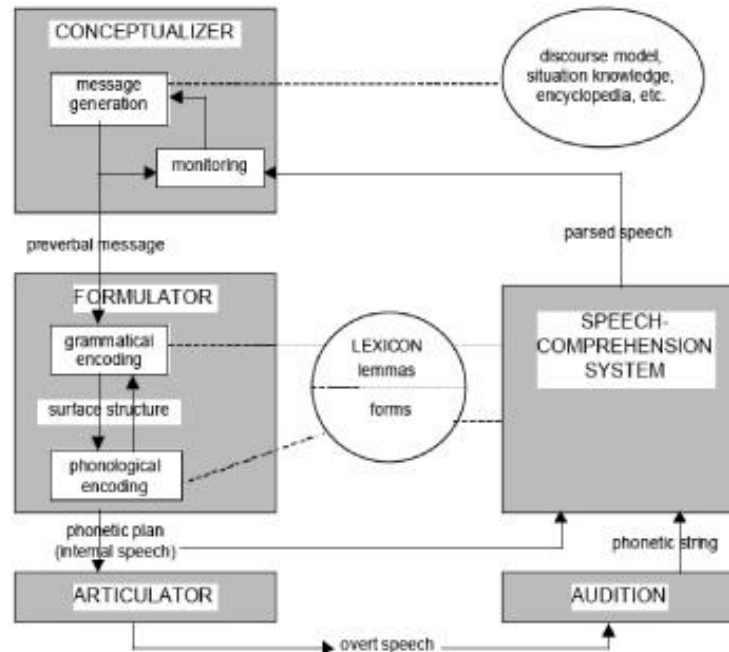 CONCEPTUALIZER
message
generation
monitoring
discourse model,
situation knowledge,
encyclopedia, etc.
preverbal message
parsed speech
FORMULATOR
grammatical
encoding
surface structure
phonological
encoding
LEXICON
lemmas
forms
SPEECH-
COMPREHENSION
SYSTEM
phonetic plan
(internal speech)
phonetic string
ARTICULATOR
AUDITION
overt speech